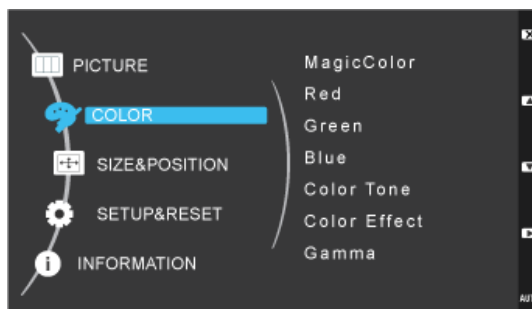 PICTURE
COLOR
SIZE&POSITION
SETUP&RESET
INFORMATION
MagicColor
Red
Green
Blue
Color Tone
Color Effect
Gamma